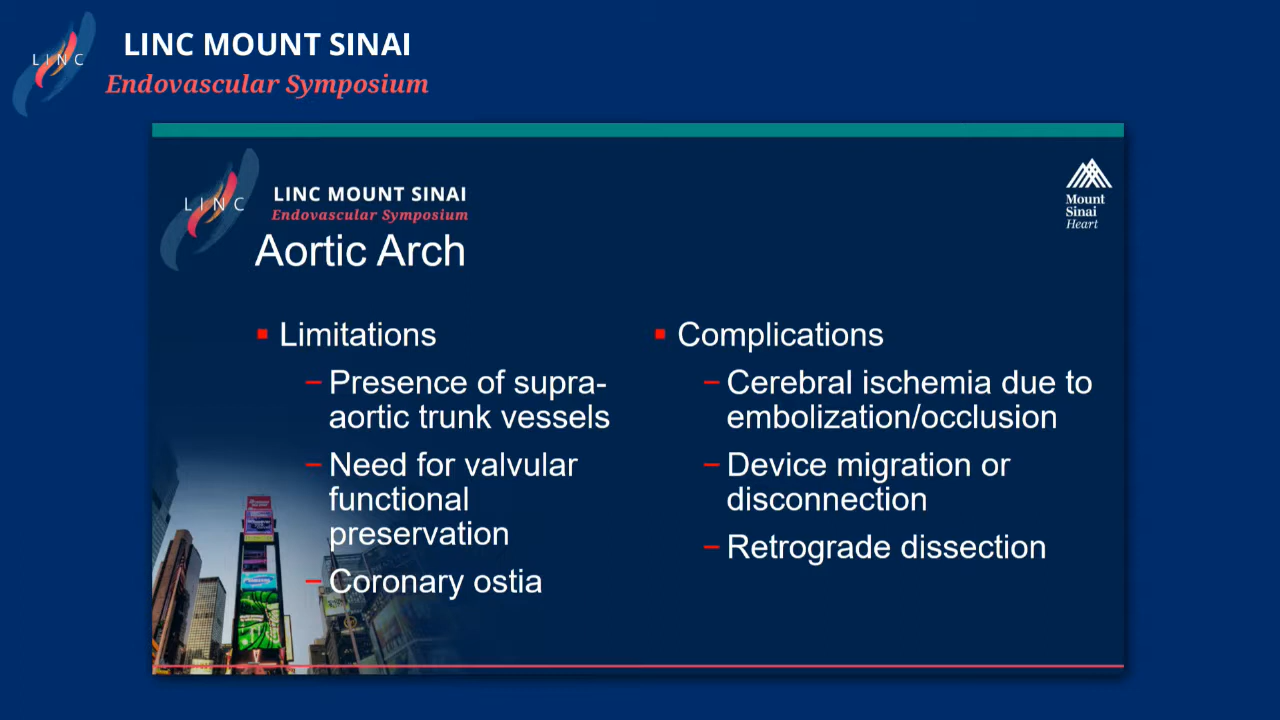 LINC
LINC MOUNT SINAI
Endovascular Symposium
LINC
LINC MOUNT SINAI
Endovascular Symposium
Mount
Sinai
Heart
Aortic Arch
Limitations
– Presence of supra-
aortic trunk vessels
– Need for valvular
functional
preservation
– Coronary ostia
Complications
– Cerebral ischemia due to
embolization/occlusion
– Device migration or
disconnection
– Retrograde dissection